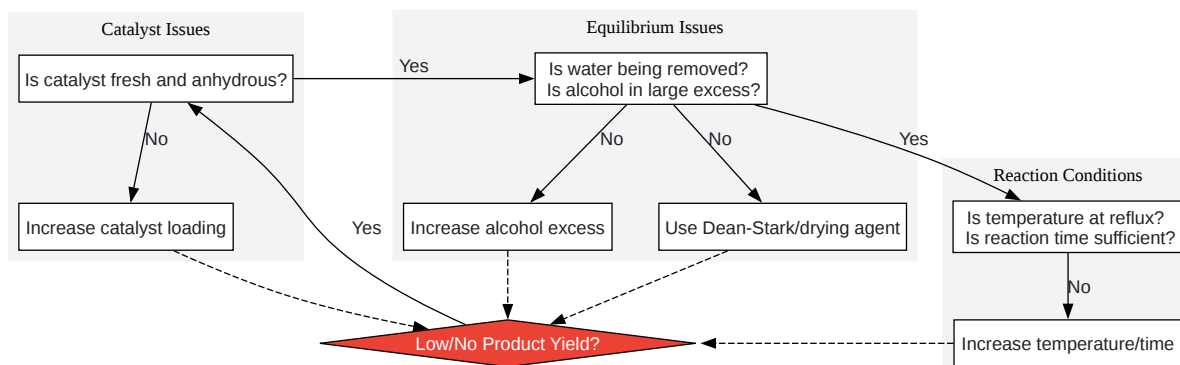 Catalyst Issues
Equilibrium Issues
Is catalyst fresh and anhydrous?
Yes
Is water being removed?
Is alcohol in large excess?
No
No
No
Yes
Reaction Conditions
Increase catalyst loading
Yes
Increase alcohol excess
Use Dean-Stark/drying agent
Is temperature at reflux?
Is reaction time sufficient?
No
Low/No Product Yield?
Increase temperature/time